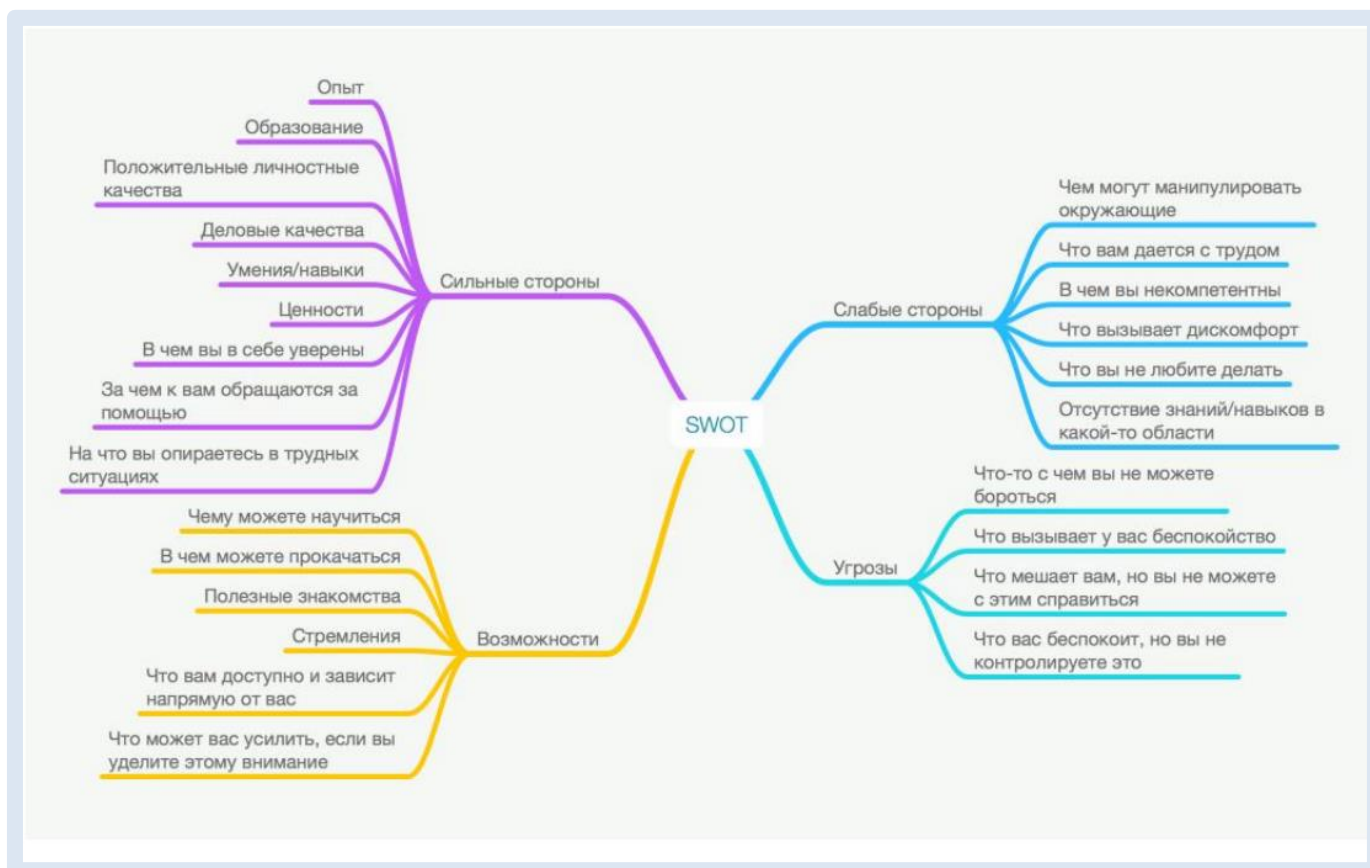 Опыт
Образование
Положительные личностные
качества
Деловые качества
Умения/навыки
Ценности
В чем вы в себе уверены
За чем к вам обращаются за
помощью
На что вы опираетесь в трудных
ситуациях
Сильные стороны
Чему можете научиться
В чем можете прокачаться
Полезные знакомства
Стремления
Что вам доступно и зависит
напрямую от вас
Что может вас усилить, если вы
уделите этому внимание
Возможности
SWOT
Слабые стороны
Чем могут манипулировать
окружающие
Что вам дается с трудом
В чем вы некомпетентны
Что вызывает дискомфорт
Что вы не любите делать
Отсутствие знаний/навыков в
какой-то области
Угрозы
Что-то с чем вы не можете
бороться
Что вызывает у вас беспокойство
Что мешает вам, но вы не можете
с этим справиться
Что вас беспокоит, но вы не
контролируете это